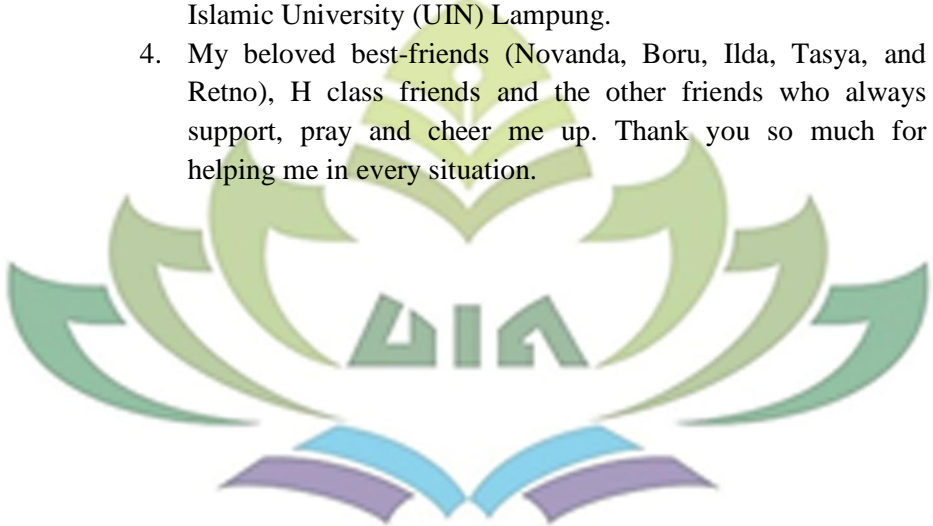 Islamic University (UIN) Lampung.
4. My beloved best-friends (Novanda, Boru, Ilda, Tasya, and
Retno), H class friends and the other friends who always
support, pray and cheer me up. Thank you so much for
helping me in every situation.
UIN